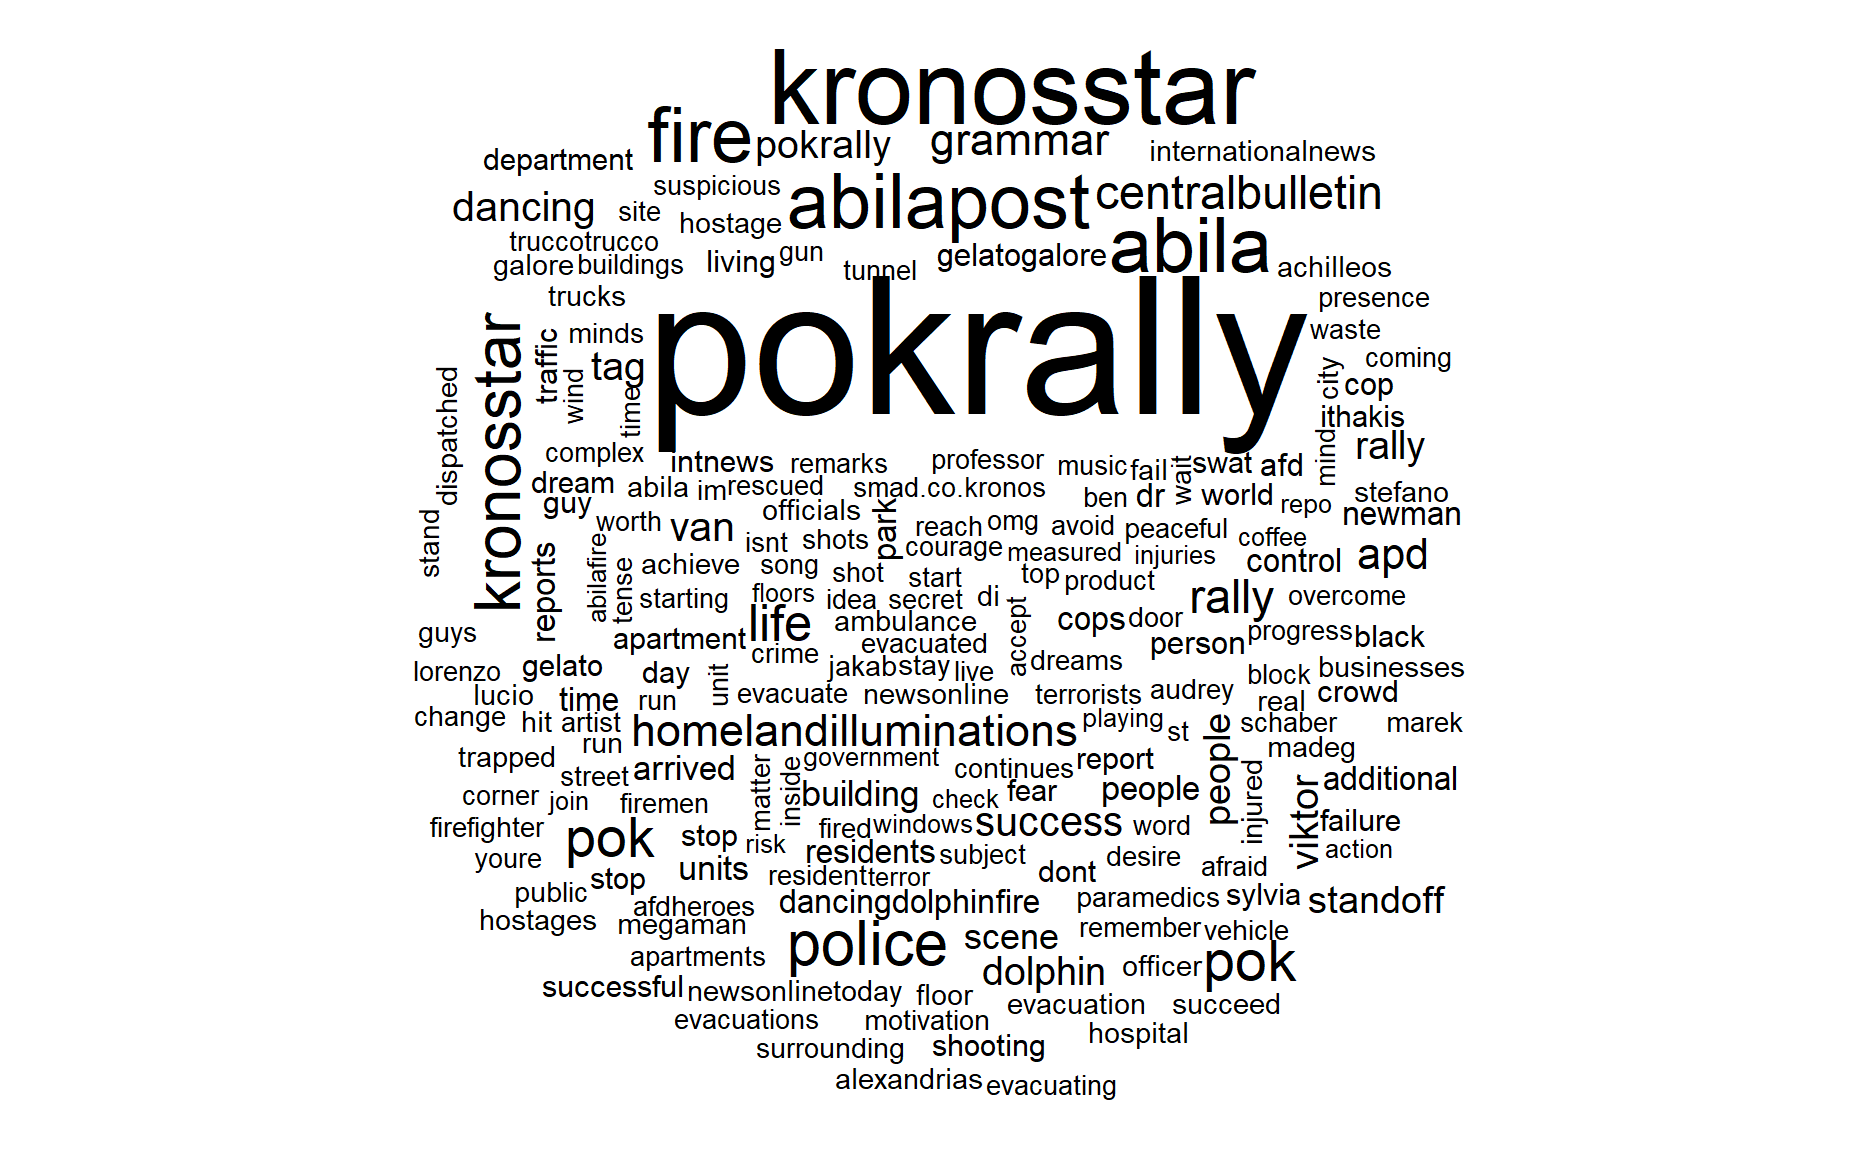 kronosstar
fire
pokrally
grammar
internationalnews
department
suspicious
abilapost
centralbulletin
dancing
site
hostage
abila
truccotrucco
gun
living
gelatogalore
galore
buildings
tunnel
achilleos
trucks
presence
pokrally
kronosstar
traffic
minds
waste
tag
wind
time
coming
city
cop
dispatched
ithakis
mind
rally
complex
intnews
remarks
professor
music
fail
wait
swat
afd
dream
abila
im
rescued
smad.co.kronos
ben
dr
world
repo
stefano
guy
worth
officials
park
reach
omg
avoid
peaceful
coffee
newman
stand
van
isnt
shots
courage
measured
injuries
control
apd
reports
abilafire
tense
achieve
song
shot
start
top
product
starting
floors
idea
secret
di
accept
rally
overcome
guys
apartment
life
ambulance
cops
door
evacuated
person
progress
black
crime
lorenzo
gelato
day
unit
jakab
stay
live
dreams
block
businesses
lucio
time
run
evacuate
newsonline
terrorists
audrey
real
crowd
change
hit
artist
homelandilluminations
playing
st
people
schaber
marek
run
madeg
trapped
street
arrived
matter
inside
government
continues
report
injured
viktor
additional
corner
join
firemen
building
check
fear
people
firefighter
pok
stop
fired
windows
success
word
failure
youre
risk
residents
subject
desire
afraid
action
public
stop
units
resident
terror
dont
hostages
afdheroes
dancingdolphinfire
paramedics
sylvia
standoff
megaman
police
scene
remember
vehicle
apartments
dolphin
officer
pok
successful
newsonlinetoday
floor
evacuation
succeed
evacuations
motivation
hospital
surrounding
shooting
alexandrias
evacuating